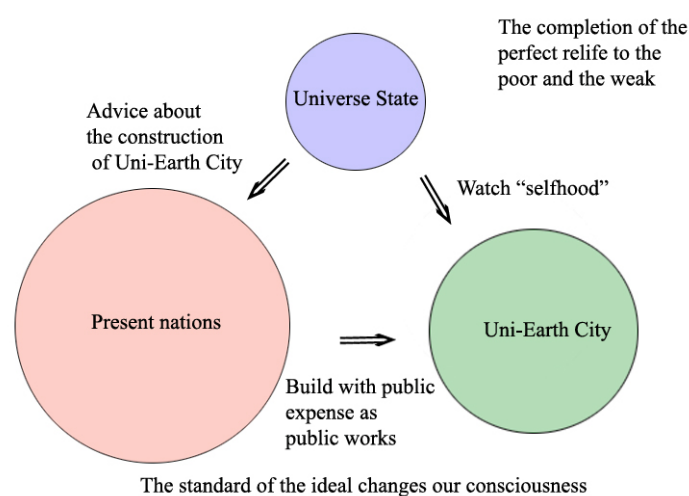 The completion of the
perfect relife to the
poor and the weak
Universe State
Advice about
the construction
of Uni-Earth City
Watch “selfhood”
Present nations
Uni-Earth City
Build with public
expense as
public works
The standard of the ideal changes our consciousness